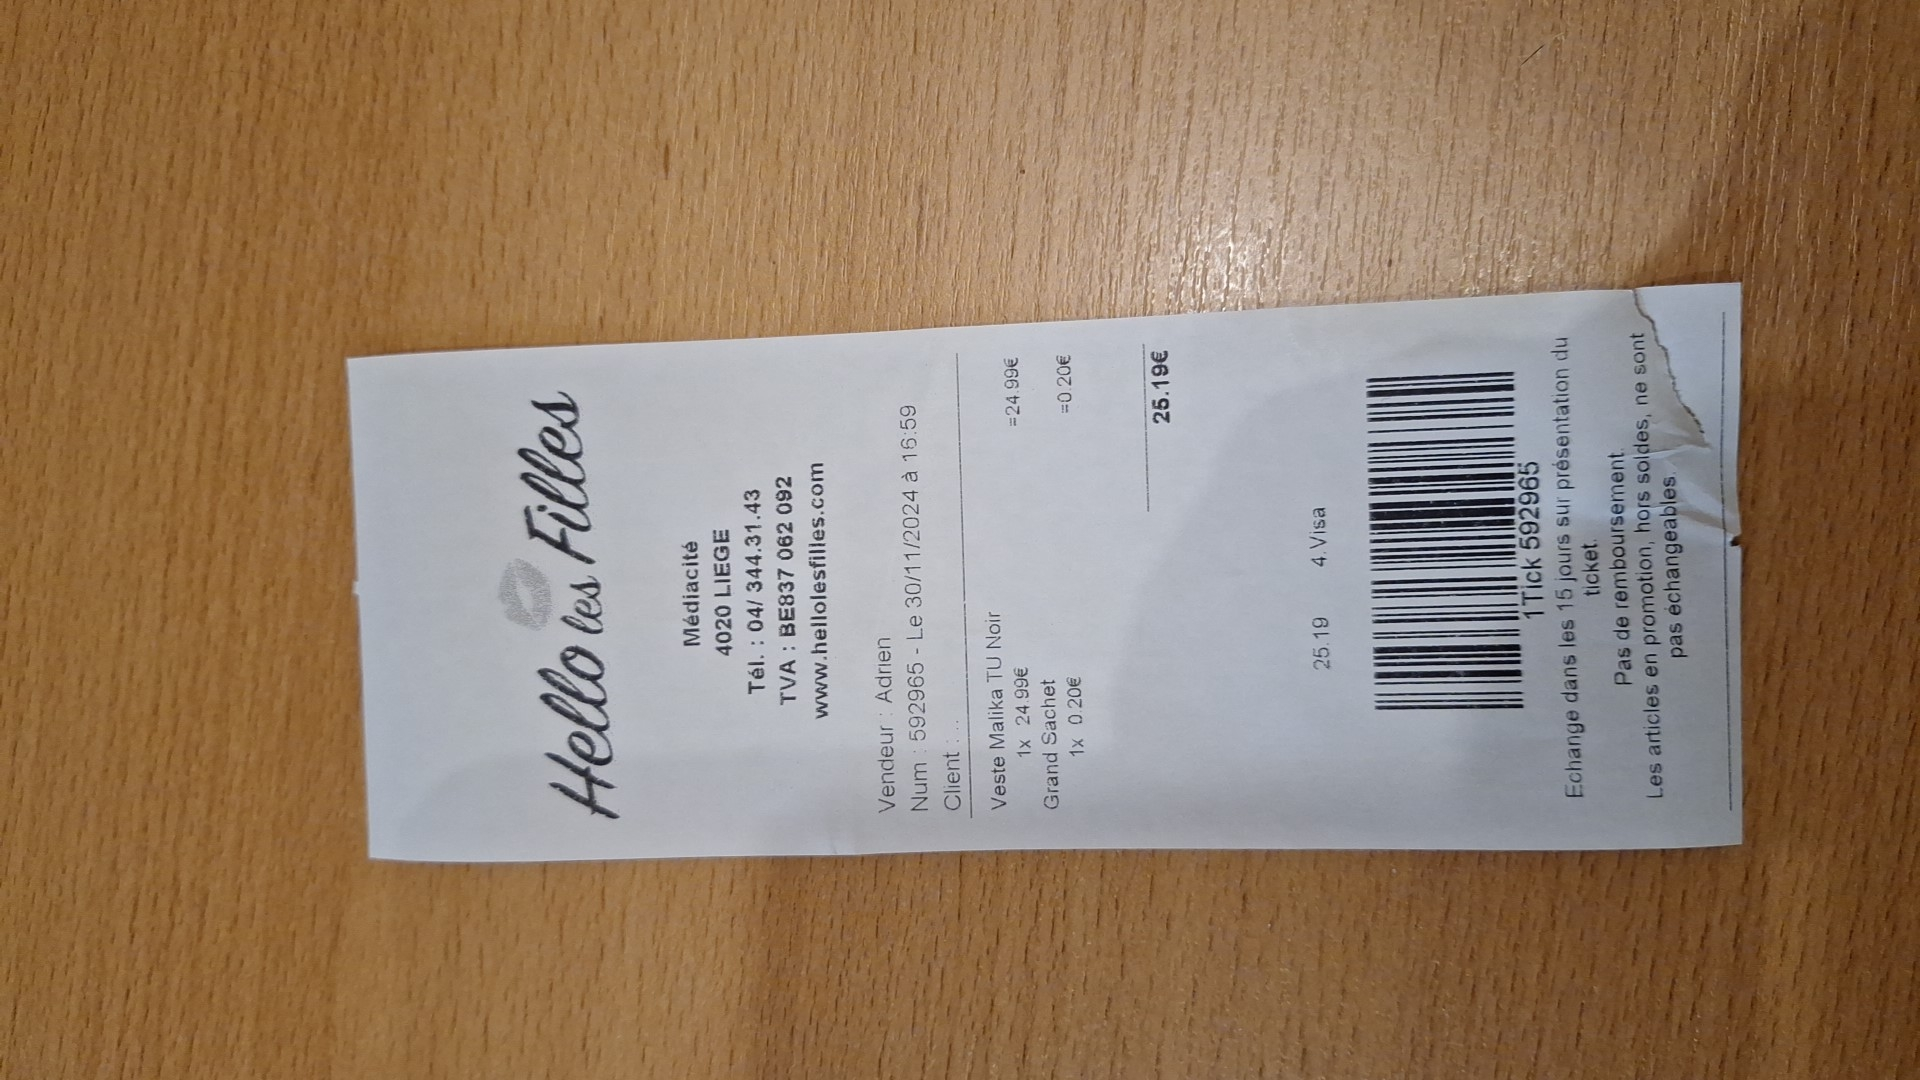 Hello les Filles
Médiacité
4020 LIEGE
Tél. : 04/ 344.31.43
TVA : BE837 062 092
www.hellolesfilles.com
Vendeur : Adrien
Num : 592965 - Le 30/11/2024 à 16:59
Client : ...
Veste Malika TU Noir
1x 24.99€ =24.99€
Grand Sachet
1x 0.20€ =0.20€
25.19€
25.19 4.Visa
1Tick 592965
Echange dans les 15 jours sur présentation du
ticket.
Pas de remboursement.
Les articles en promotion, hors soldes, ne sont
pas échangeables.